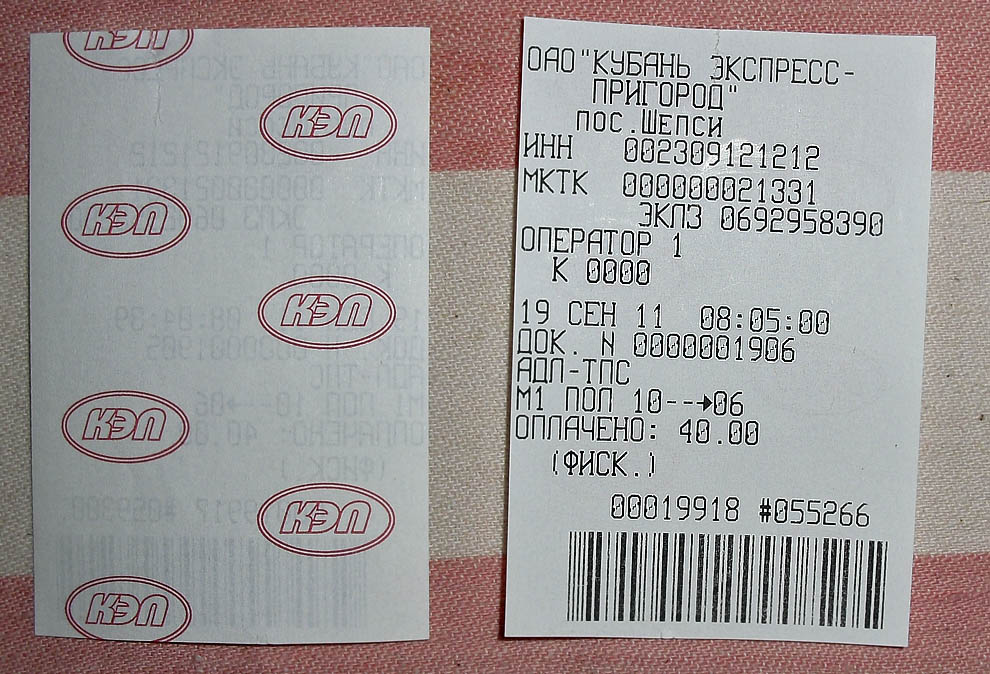 КЭП
КЭП
КЭП
КЭП
КЭП
КЭП
КЭП
ОАО "КУБАНЬ ЭКСПРЕСС-
ПРИГОРОД"
ПОС.ШЕПСИ
ИНН 002309121212
МКТК 000000021331
ЭКЛЗ 0692958390
ОПЕРАТОР 1
К 0000
19 СЕН 11 08:05:00
ДОК. N 0000001906
АДЛ-ТПС
М1 ПОЛ 10--→06
ОПЛАЧЕНО: 40.00
(ФИСК.)
00019918 #055266